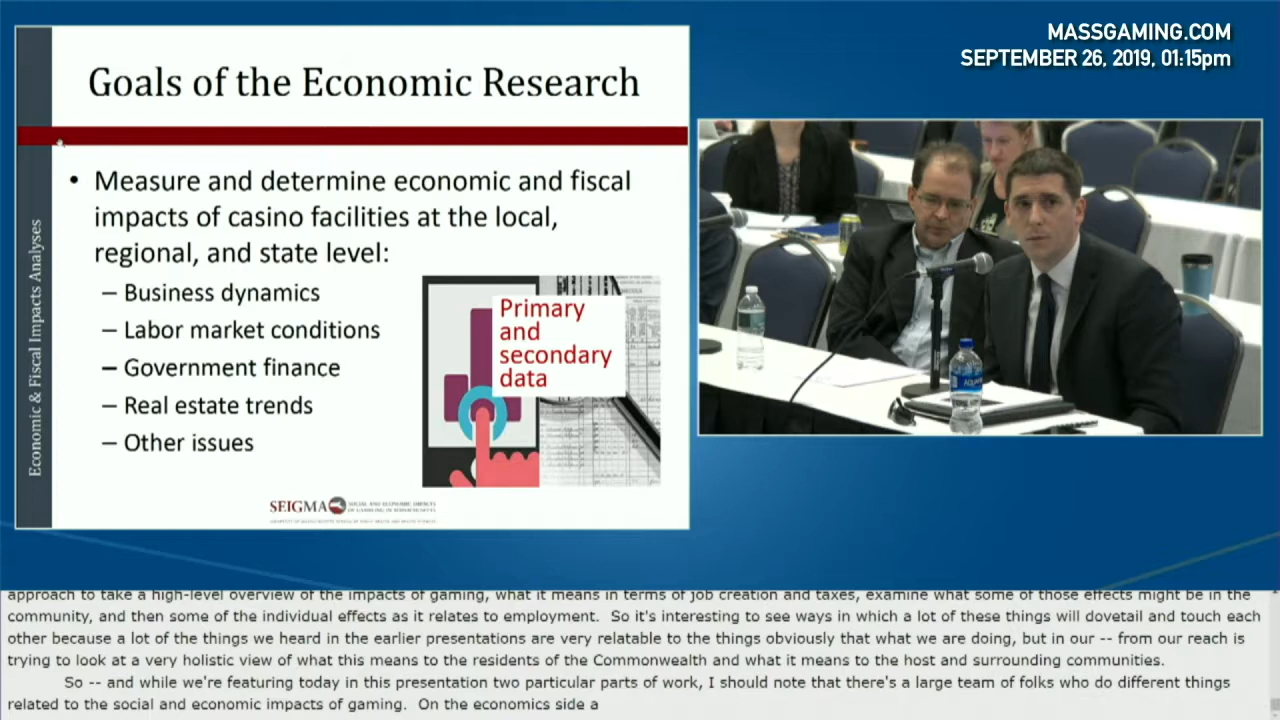 MASSGAMING.COM
SEPTEMBER 26, 2019, 01:15pm
Goals of the Economic Research
Economic & Fiscal Impacts Analyses
• Measure and determine economic and fiscal
impacts of casino facilities at the local,
regional, and state level:
– Business dynamics
– Labor market conditions
– Government finance
– Real estate trends
– Other issues
Primary
and
secondary
data
SEIGMA
SOCIAL AND ECONOMIC IMPACTS
OF GAMBLING IN MASSACHUSETTS
approach to take a high-level overview of the impacts of gaming, what it means in terms of job creation and taxes, examine what some of those effects might be in the
community, and then some of the individual effects as it relates to employment.  So it's interesting to see ways in which a lot of these things will dovetail and touch each
other because a lot of the things we heard in the earlier presentations are very relatable to the things obviously that what we are doing, but in our -- from our reach is
trying to look at a very holistic view of what this means to the residents of the Commonwealth and what it means to the host and surrounding communities.
So -- and while we're featuring today in this presentation two particular parts of work, I should note that there's a large team of folks who do different things
related to the social and economic impacts of gaming.  On the economics side a